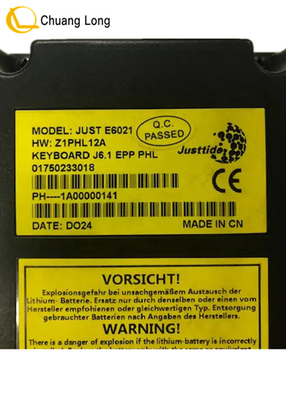 Chuang Long
MODEL: JUST E6021
HW: Z1PHL12A
KEYBOARD J6.1 EPP PHL
01750233018
Q.C.
PASSED
Justtide
PH----1A00000141
CE
DATE: DO24
MADE IN CN
VORSICHT!
Explosionsgefahr bei unsachgemäßem Austausch der
Lithium- Batterie. Ersatz nur durch denselben oder einen vom
Hersteller empfohlenen oder gleichwertigen Typ. Entsorgung
gebrauchter Batterien nach Angaben des Herstellers.
WARNING!
There is a danger of explosion if the lithium-battery is incorrectly